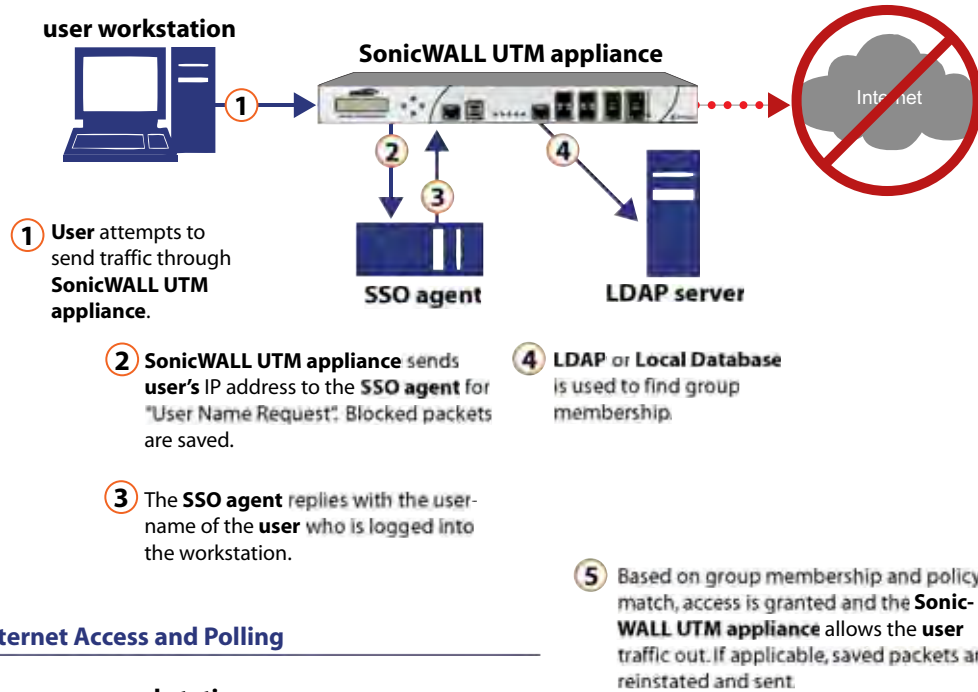 user workstation
SonicWALL UTM appliance
Internet
1
2
3
4
SSO agent
LDAP server
1 User attempts to
send traffic through
SonicWALL UTM
appliance.
2 SonicWALL UTM appliance sends
user's IP address to the SSO agent for
"User Name Request". Blocked packets
are saved.
4 LDAP or Local Database
is used to find group
membership.
3 The SSO agent replies with the user-
name of the user who is logged into
the workstation.
5 Based on group membership and policy
match, access is granted and the Sonic-
WALL UTM appliance allows the user
traffic out. If applicable, saved packets ar
reinstated and sent.
ternet Access and Polling